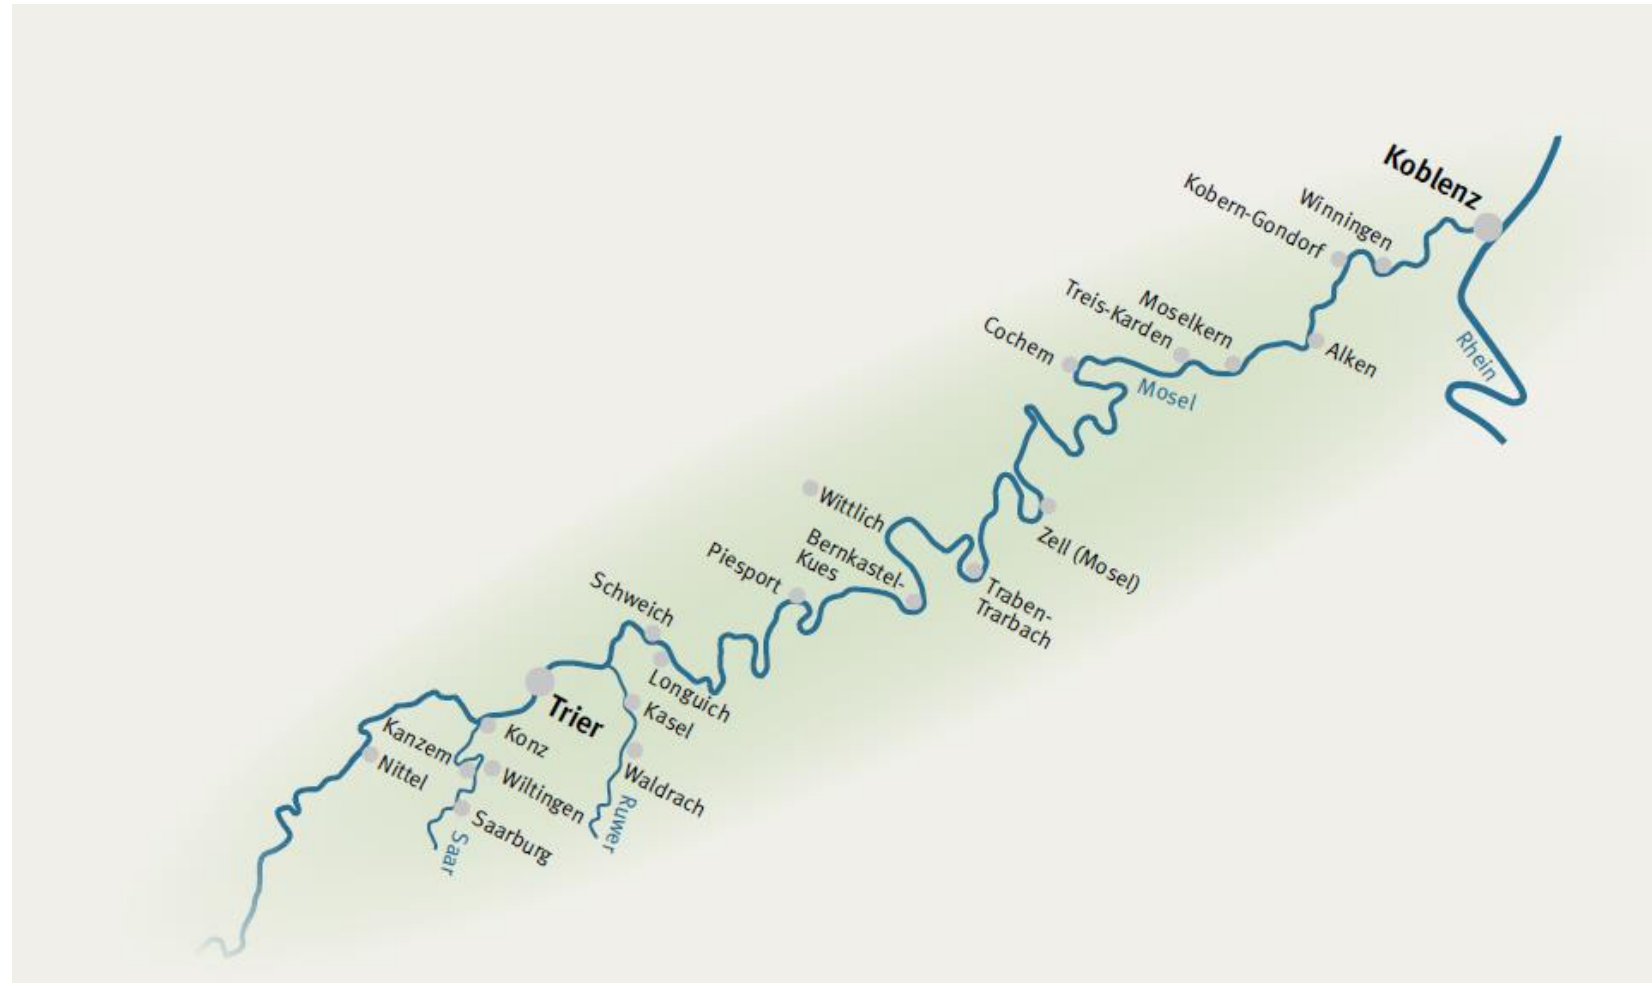 Koblenz
Winningen
Kobern-Gondorf
Moselkern
Treis-Karden
Cochem
Alken
Rhein
Mosel
Wittlich
Zell (Mosel)
Bernkastel-
Kues
Piesport
Traben-
Trarbach
Schweich
Longuich
Kasel
Trier
Konz
Kanzem
Nittel
Wiltingen
Waldrach
Ruwer
Saarburg
Saar